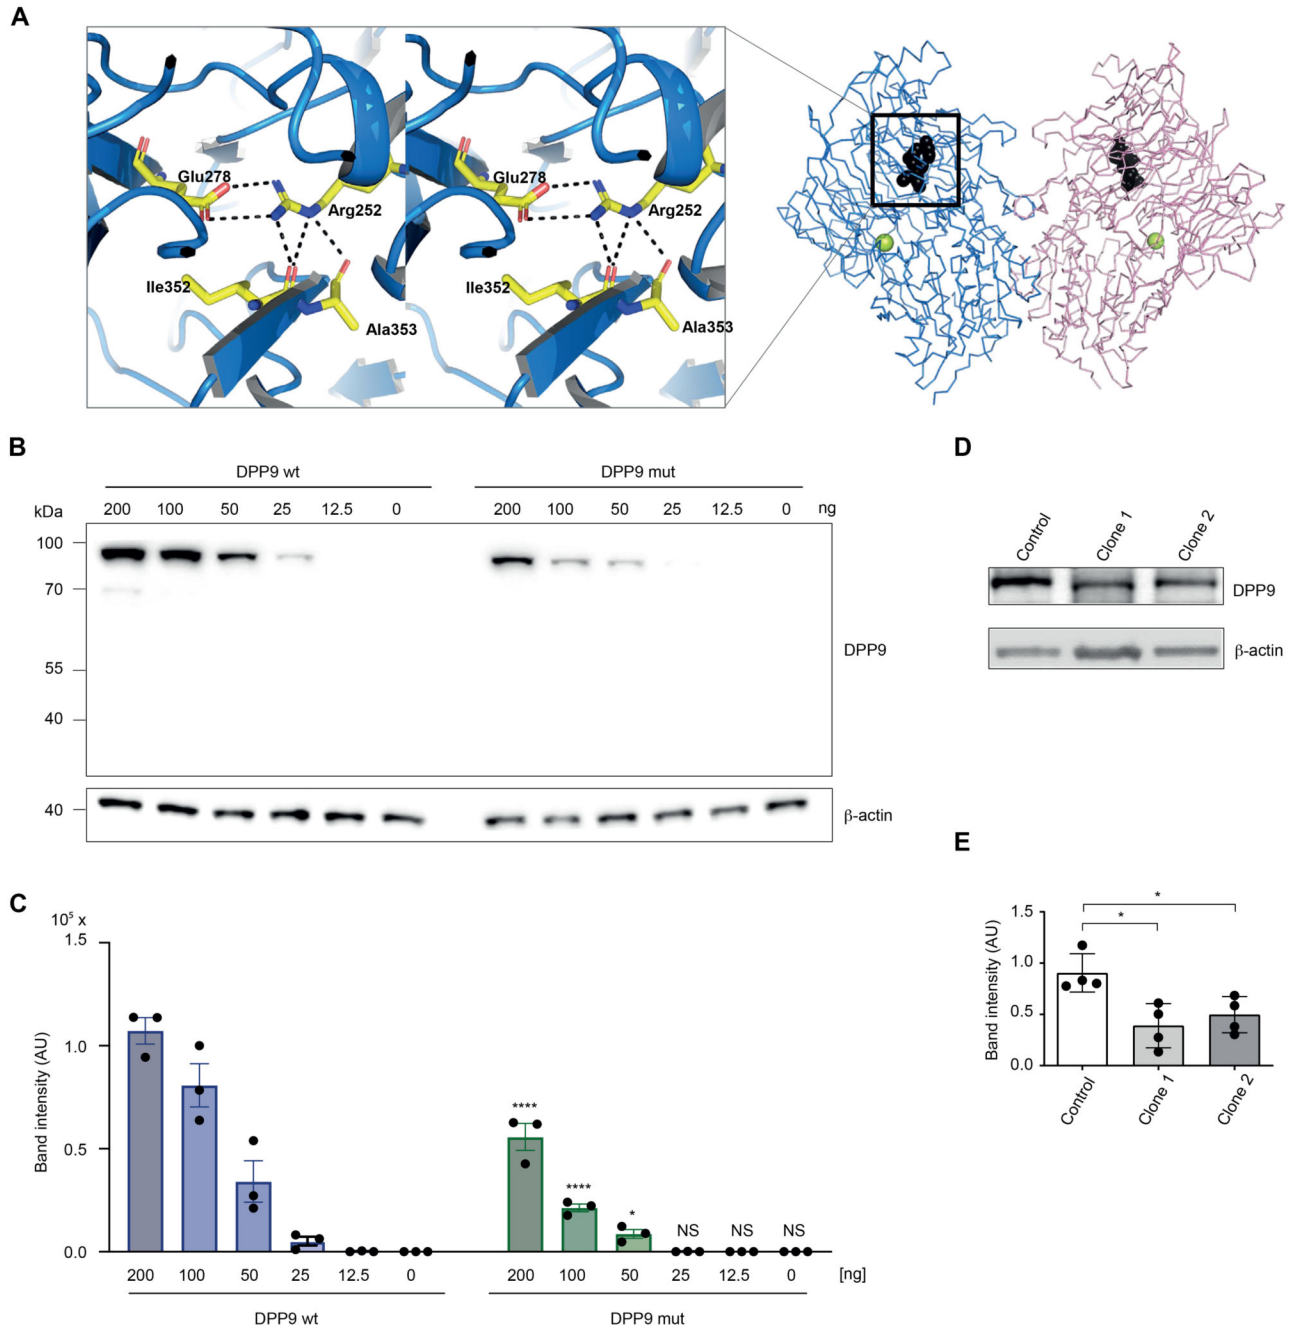 A
Glu278
Arg252
Ile352
Ala353
Glu278
Arg252
Ile352
Ala353
B
DPP9 wt
DPP9 mut
kDa
200 100 50 25 12.5 0
200 100 50 25 12.5 0 ng
100
70
55
40
DPP9
40
β-actin
C
10⁵ x
1.5
1.0
0.5
0.0
Band intensity (AU)
**** **** * NS NS NS
200 100 50 25 12.5 0
200 100 50 25 12.5 0 [ng]
DPP9 wt
DPP9 mut
D
Control Clone 1 Clone 2
DPP9
β-actin
E
Band intensity (AU)
1.5
1.0
0.5
0.0
*
*
Control Clone 1 Clone 2